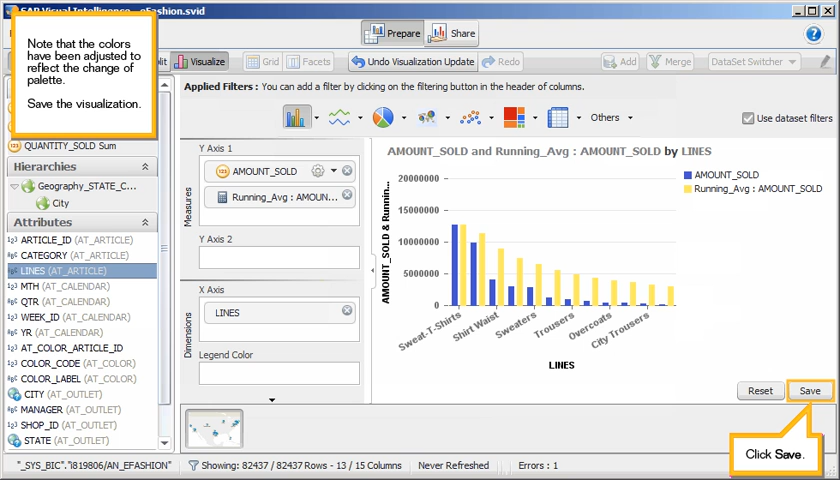 SAP Visual Intelligence - eFashion.svid
Note that the colors
have been adjusted to
reflect the change of
palette.
Save the visualization.
Prepare
Share
Visualize
Grid
Facets
Undo Visualization Update
Redo
Add
Merge
DataSet Switcher
Applied Filters : You can add a filter by clicking on the filtering button in the header of columns.
Others
Use dataset filters
QUANTITY_SOLD Sum
Hierarchies
Geography_STATE_C...
City
Attributes
ARTICLE_ID (AT_ARTICLE)
CATEGORY (AT_ARTICLE)
LINES (AT_ARTICLE)
MTH (AT_CALENDAR)
QTR (AT_CALENDAR)
WEEK_ID (AT_CALENDAR)
YR (AT_CALENDAR)
AT_COLOR_ARTICLE_ID
COLOR_CODE (AT_COLOR)
COLOR_LABEL (AT_COLOR)
CITY (AT_OUTLET)
MANAGER (AT_OUTLET)
SHOP_ID (AT_OUTLET)
STATE (AT_OUTLET)
Measures
Y Axis 1
AMOUNT_SOLD
Running_Avg : AMOUN...
Y Axis 2
Dimensions
X Axis
LINES
Legend Color
AMOUNT_SOLD and Running_Avg : AMOUNT_SOLD by LINES
AMOUNT_SOLD
Running_Avg : AMOUNT_SOLD
AMOUNT_SOLD & Runnin...
20000000
15000000
10000000
5000000
0
Sweat-T-Shirts
Shirt Waist
Sweaters
Trousers
Overcoats
City Trousers
LINES
Reset
Save
Click Save.
"_SYS_BIC"."i819806/AN_EFASHION"
Showing: 82437 / 82437 Rows - 13 / 15 Columns
Never Refreshed
Errors : 1